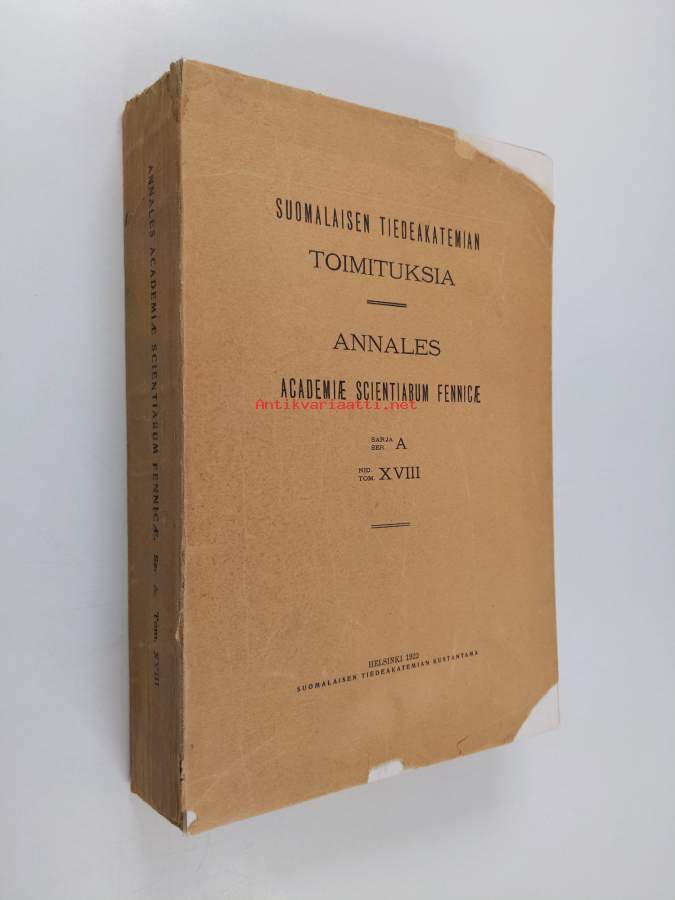 SUOMALAISEN TIEDEAKATEMIAN
TOIMITUKSIA
ANNALES
ACADEMIÆ SCIENTIARUM FENNICÆ
Antikvariaatti.net
SARJA
SER. A
NID.
TOM. XVIII
HELSINKI 1922
SUOMALAISEN TIEDEAKATEMIAN KUSTANTAMA
ANNALES ACADEMIÆ SCIENTIARUM FENNICÆ. Ser. A Tom. XVIII